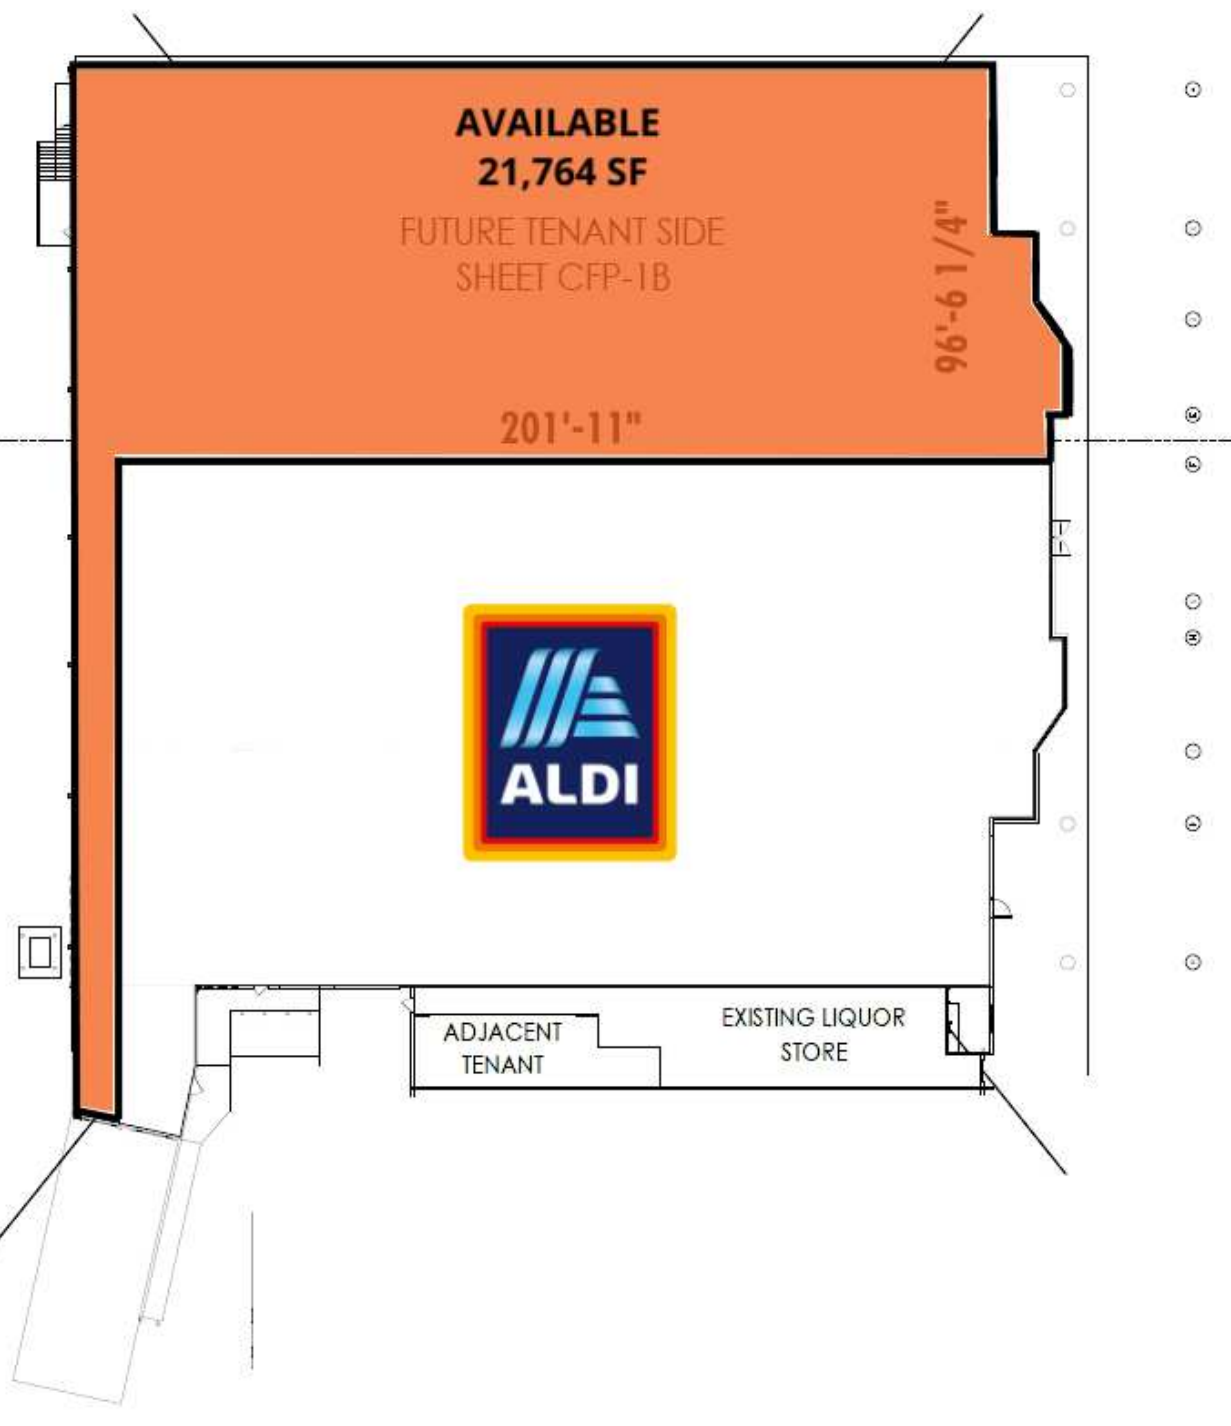 AVAILABLE
21,764 SF
FUTURE TENANT SIDE
SHEET CFP-1B
96'-6 1/4"
201'-11"
ALDI
ADJACENT
TENANT
EXISTING LIQUOR
STORE